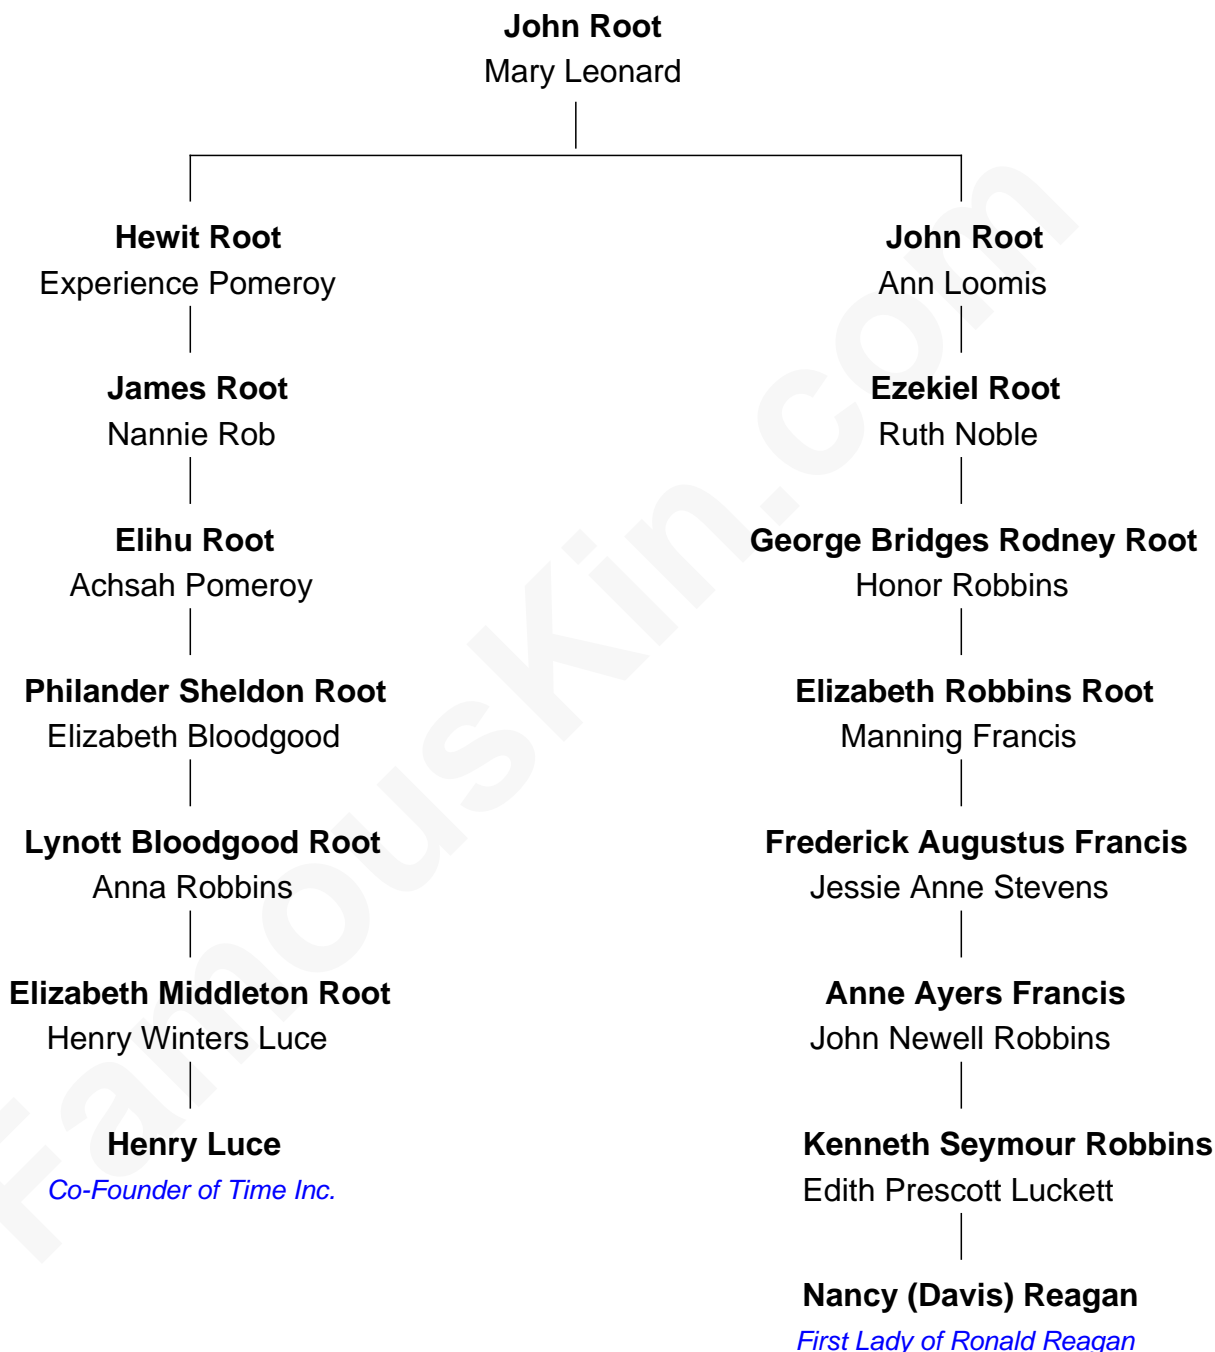 John Root
Mary Leonard
Hewit Root
Experience Pomeroy
James Root
Nannie Rob
Elihu Root
Achsah Pomeroy
Philander Sheldon Root
Elizabeth Bloodgood
Lynott Bloodgood Root
Anna Robbins
Elizabeth Middleton Root
Henry Winters Luce
Henry Luce
Co-Founder of Time Inc.
John Root
Ann Loomis
Ezekiel Root
Ruth Noble
George Bridges Rodney Root
Honor Robbins
Elizabeth Robbins Root
Manning Francis
Frederick Augustus Francis
Jessie Anne Stevens
Anne Ayers Francis
John Newell Robbins
Kenneth Seymour Robbins
Edith Prescott Luckett
Nancy (Davis) Reagan
First Lady of Ronald Reagan
FamousKin.com